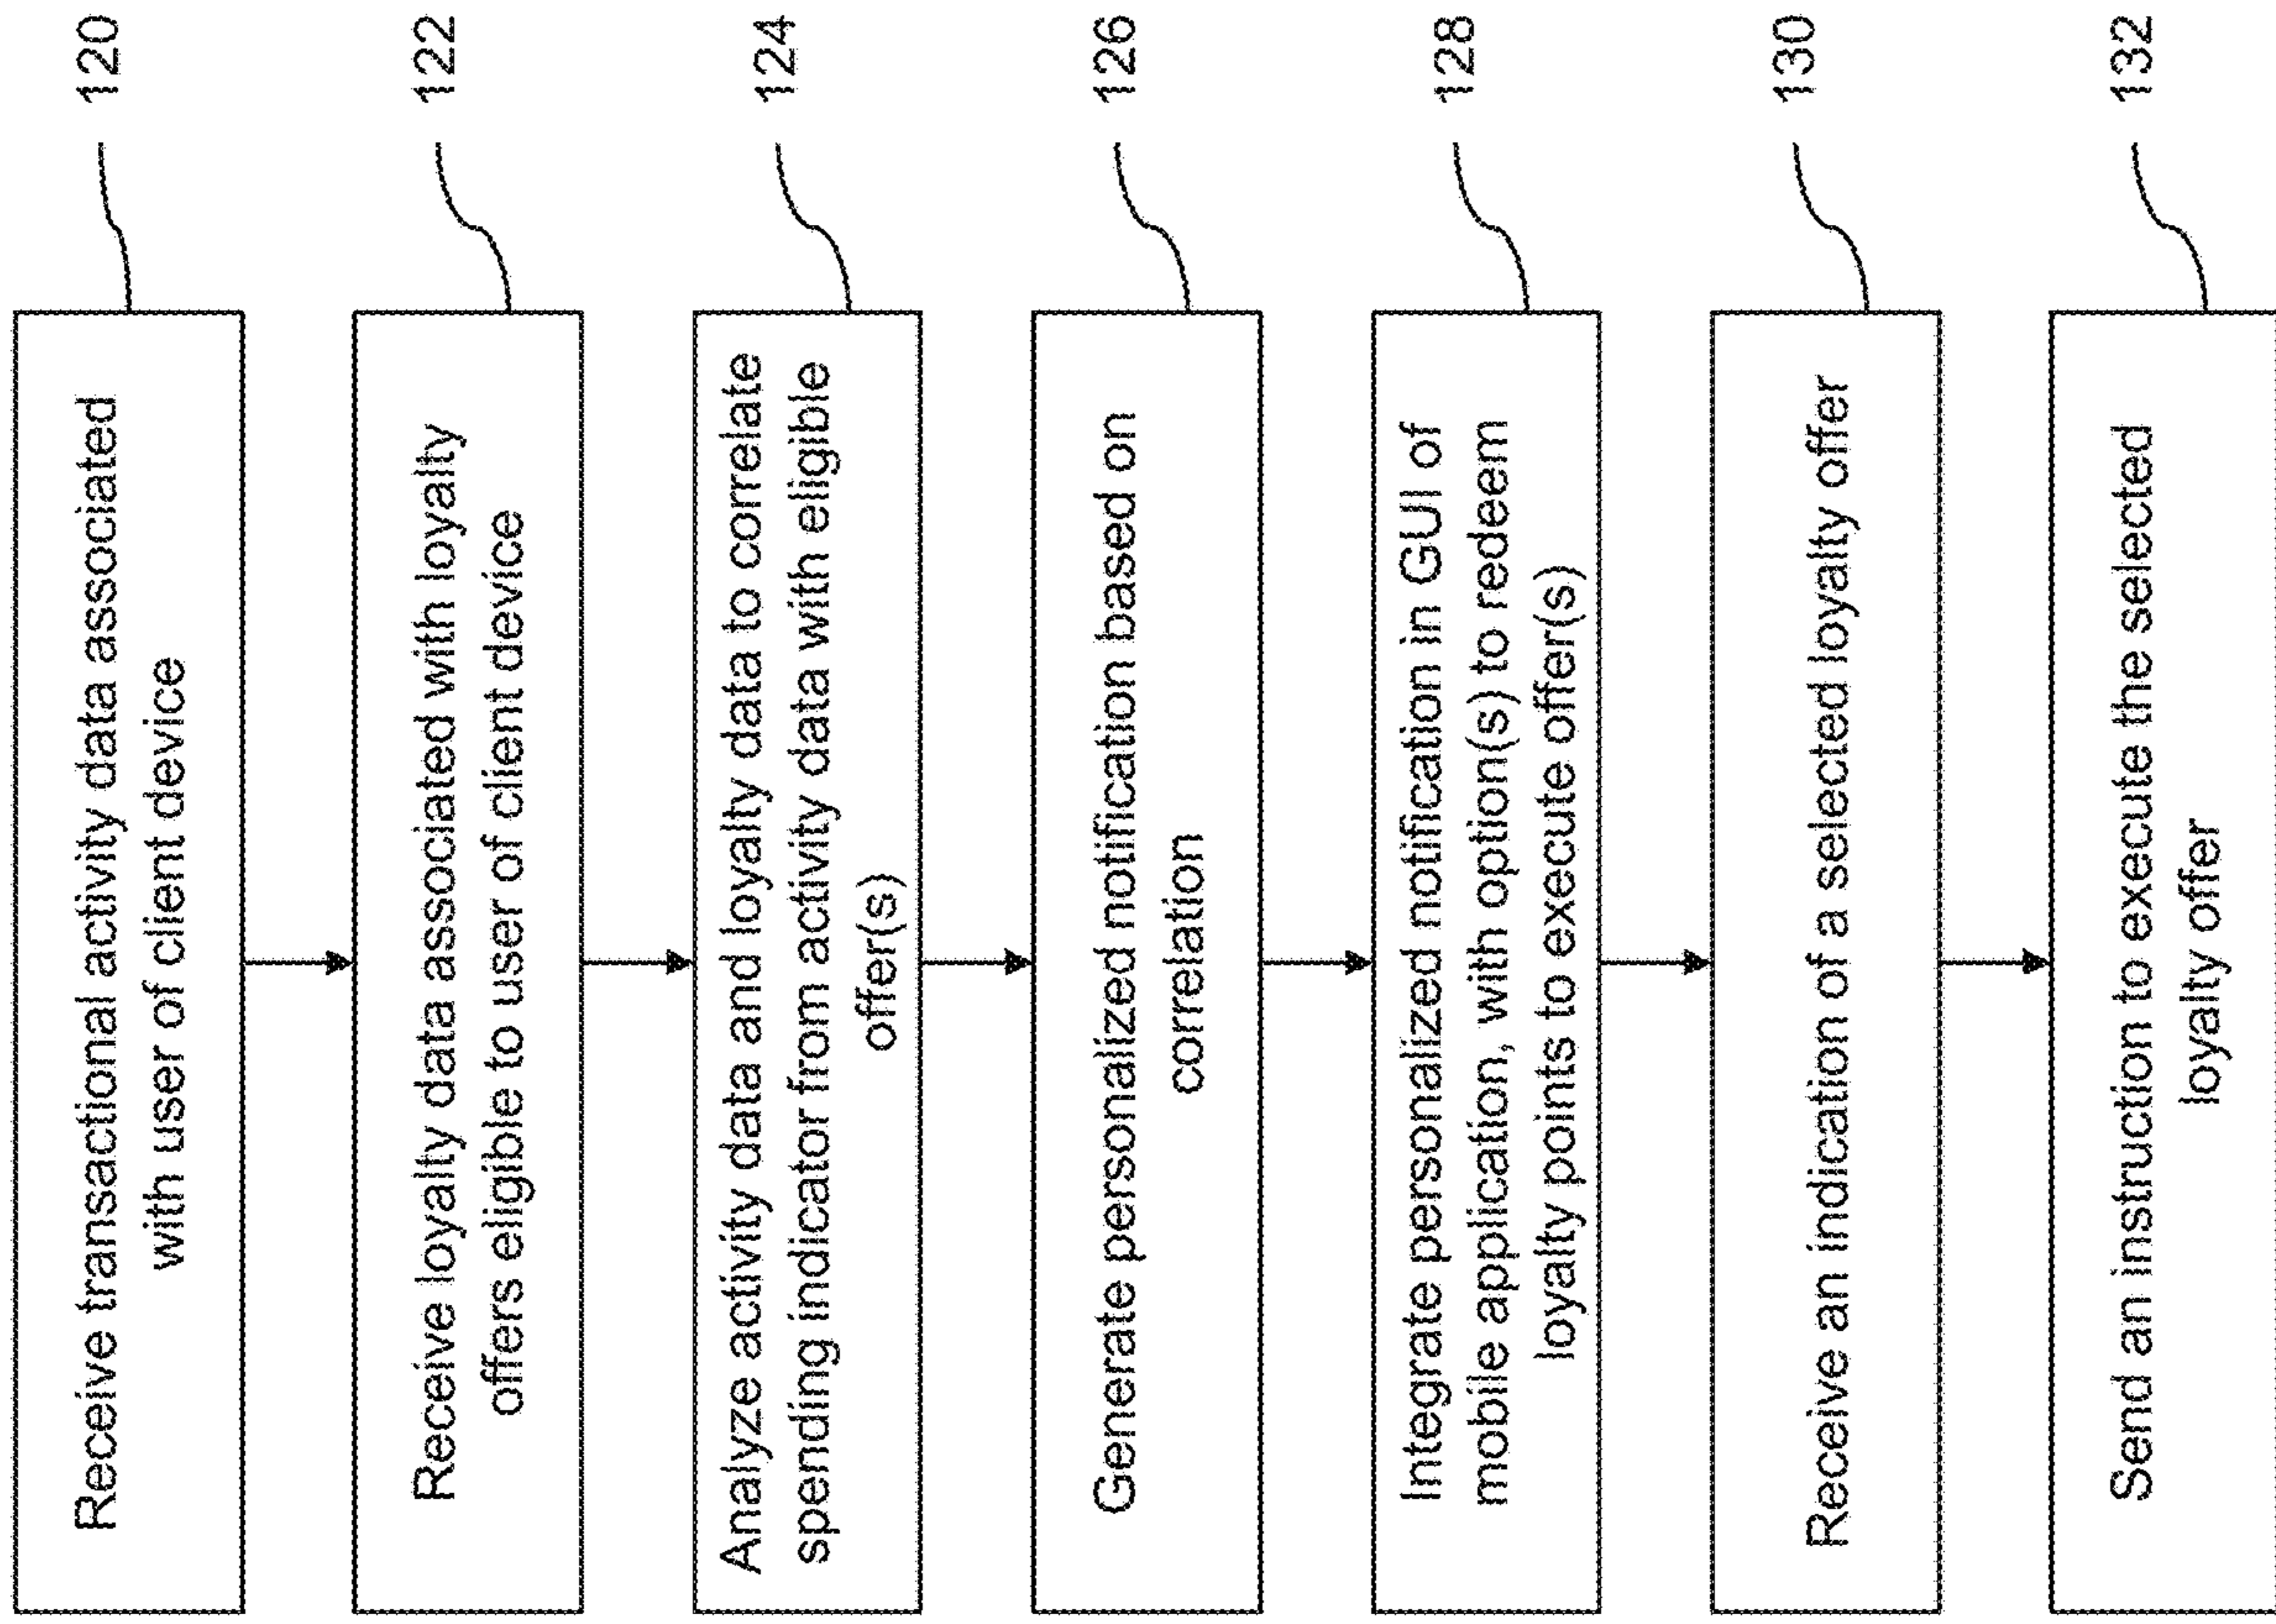 Receive transactional activity data associated
with user of client device
120
Receive loyalty data associated with loyalty
offers eligible to user of client device
122
Analyze activity data and loyalty data to correlate
spending indicator from activity data with eligible
offer(s)
124
Generate personalized notification based on
correlation
126
Integrate personalized notification in GUI of
mobile application, with option(s) to redeem
loyalty points to execute offer(s)
128
Receive an indication of a selected loyalty offer
130
Send an instruction to execute the selected
loyalty offer
132